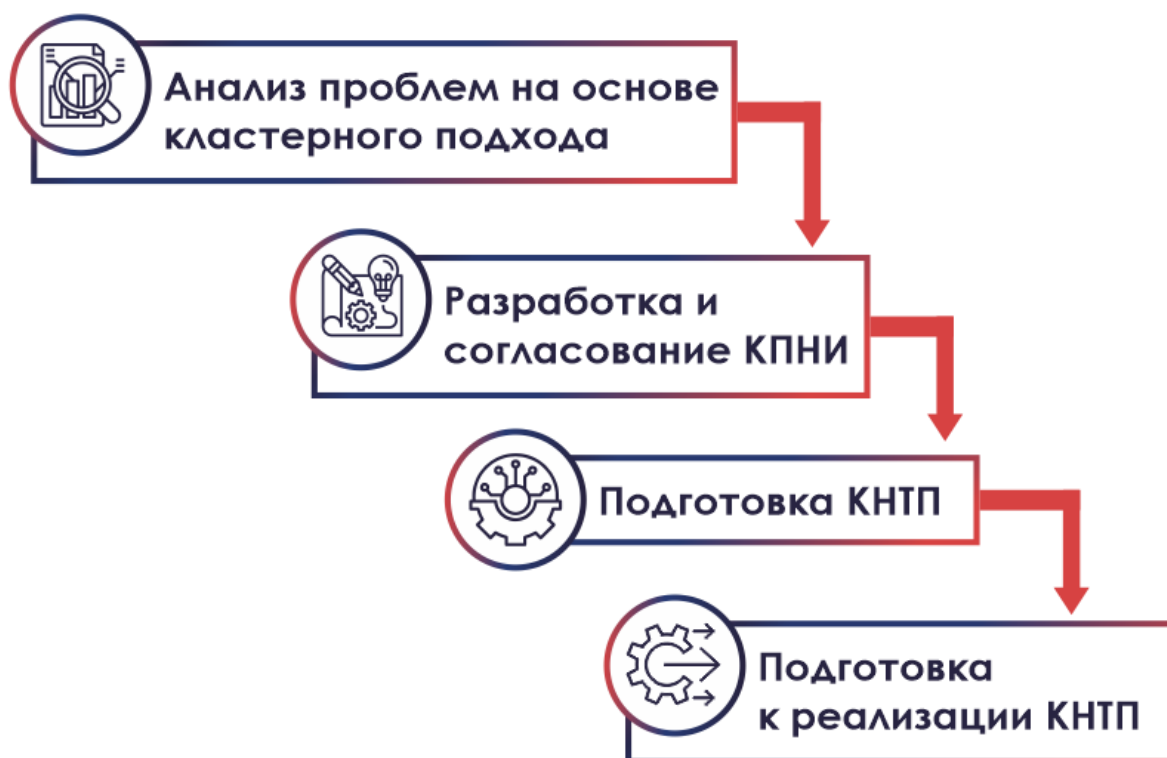 Анализ проблем на основе
кластерного подхода
Разработка и
согласование КПНИ
Подготовка КНТП
Подготовка
к реализации КНТП